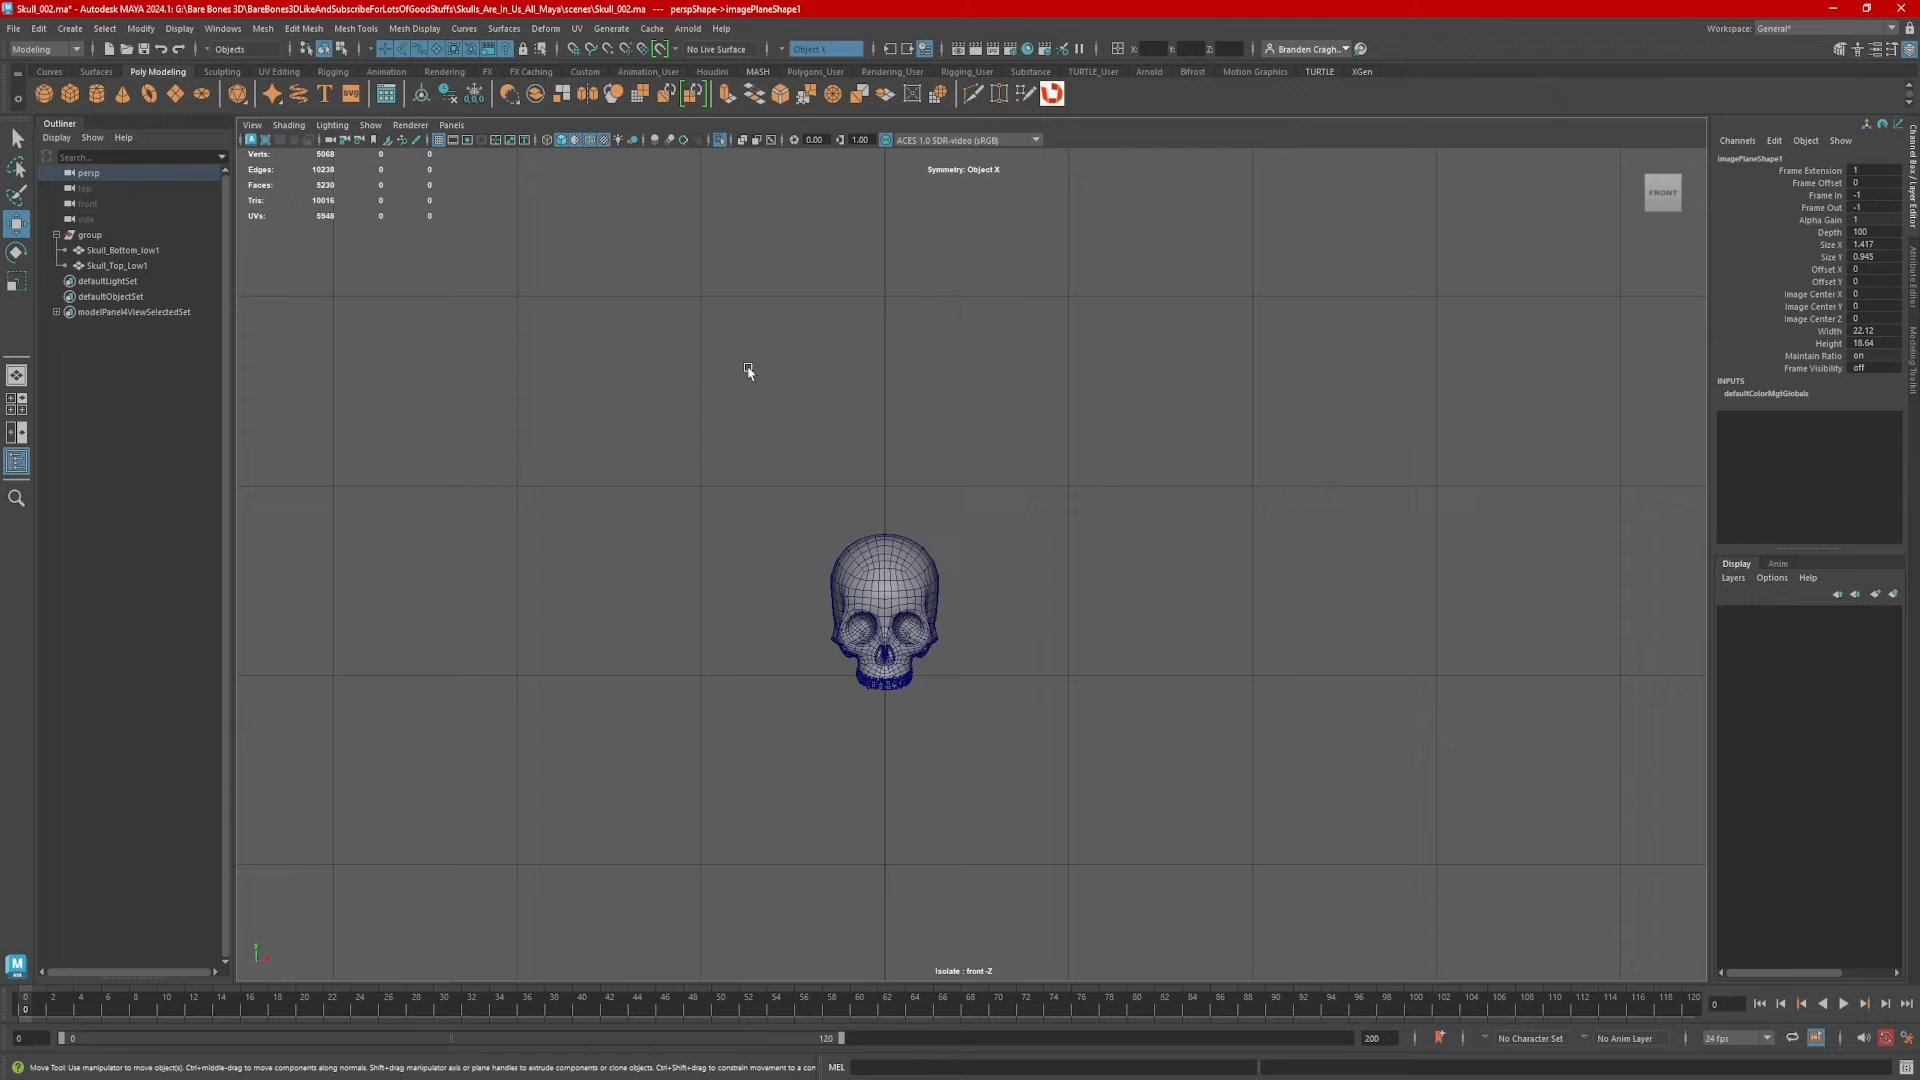 Skull_002.ma* - Autodesk MAYA 2024.1: G:\Bare Bones 3D\BareBones3DLikeAndSubscribeForLotsOfGoodStuffs\Skulls_Are_In_Us_All_Maya\scenes\Skull_002.ma --- perspShape->imagePlaneShape1
File Edit Create Select Modify Display Windows Mesh Edit Mesh Mesh Tools Mesh Display Curves Surfaces Deform UV Generate Cache Arnold Help
Workspace: General*
Modeling Objects No Live Surface Object X X: Y: Z: Branden Cragh..
Curves Surfaces Poly Modeling Sculpting UV Editing Rigging Animation Rendering FX FX Caching Custom Animation_User Houdini MASH Polygons_User Rendering_User Rigging_User Substance TURTLE_User Arnold Bifrost Motion Graphics TURTLE XGen
Outliner
Display Show Help
Search...
persp
top
front
side
group
Skull_Bottom_low1
Skull_Top_Low1
defaultLightSet
defaultObjectSet
modelPanel4ViewSelectedSet
View Shading Lighting Show Renderer Panels
0.00 1.00 ACES 1.0 SDR-video (sRGB)
Verts: 5068 0 0
Edges: 10238 0 0
Faces: 5230 0 0
Tris: 10016 0 0
UVs: 5948 0 0
Symmetry: Object X
FRONT
Isolate : front -Z
Channels Edit Object Show
imagePlaneShape1
Frame Extension 1
Frame Offset 0
Frame In -1
Frame Out -1
Alpha Gain 1
Depth 100
Size X 1.417
Size Y 0.945
Offset X 0
Offset Y 0
Image Center X 0
Image Center Y 0
Image Center Z 0
Width 22.12
Height 18.64
Maintain Ratio on
Frame Visibility off
INPUTS
defaultColorMgtGlobals
Channel Box / Layer Editor
Attribute Editor
Modeling Toolkit
Display Anim
Layers Options Help
0 2 4 6 8 10 12 14 16 18 20 22 24 26 28 30 32 34 36 38 40 42 44 46 48 50 52 54 56 58 60 62 64 66 68 70 72 74 76 78 80 82 84 86 88 90 92 94 96 98 100 102 104 106 108 110 112 114 116 118 120
0 0
0 0 120 200 No Character Set No Anim Layer 24 fps
Move Tool: Use manipulator to move object(s). Ctrl+middle-drag to move components along normals. Shift+drag manipulator axis or plane handles to extrude components or clone objects. Ctrl+Shift+drag to constrain movement to a con
MEL
M